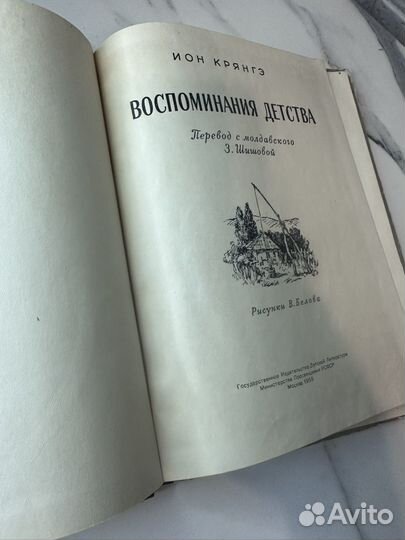 ИОН КРЯНГЭ
ВОСПОМИНАНИЯ ДЕТСТВА
Перевод с молдавского
З. Шишовой
Рисунки В. Белова
Государственное Издательство Детской Литературы
Министерства Просвещения РСФСР
Москва
Avito